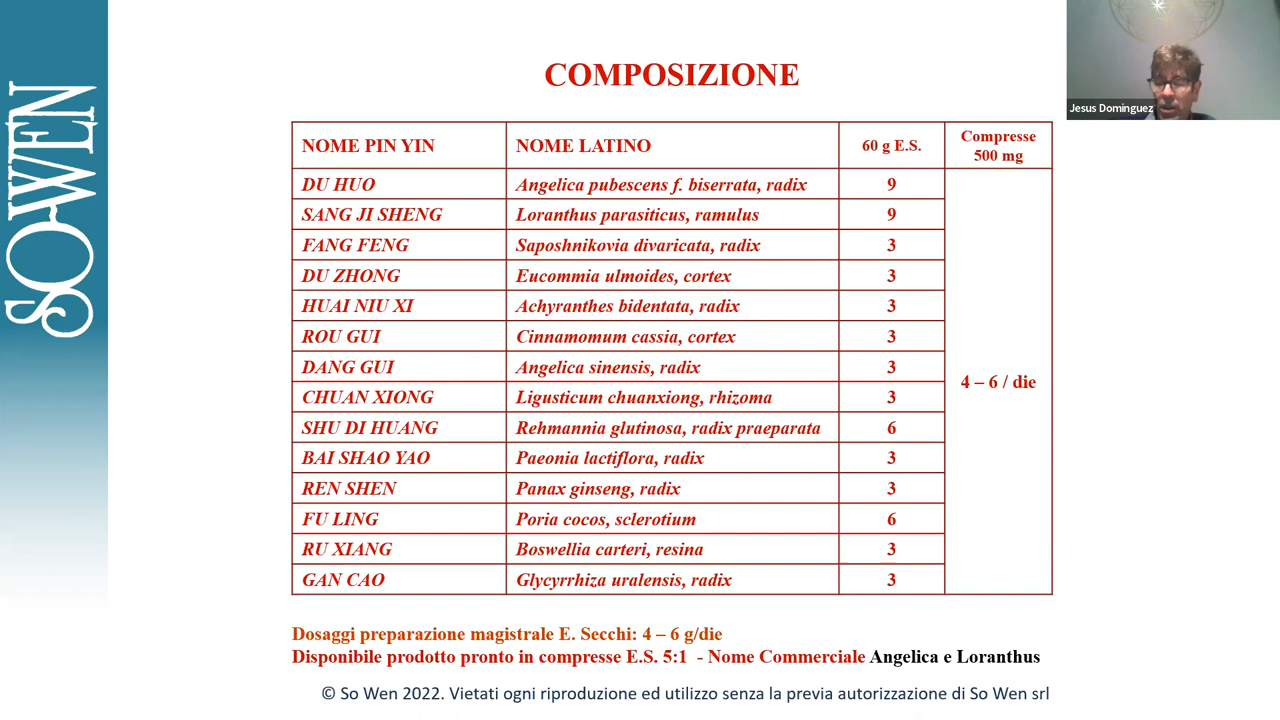 SOWEN
COMPOSIZIONE
Jesus Dominguez
NOME PIN YIN NOME LATINO 60 g E.S. Compresse 500 mg
DU HUO Angelica pubescens f. biserrata, radix 9
SANG JI SHENG Loranthus parasiticus, ramulus 9
FANG FENG Saposhnikovia divaricata, radix 3
DU ZHONG Eucommia ulmoides, cortex 3
HUAI NIU XI Achyranthes bidentata, radix 3
ROU GUI Cinnamomum cassia, cortex 3
DANG GUI Angelica sinensis, radix 3
4 – 6 / die
CHUAN XIONG Ligusticum chuanxiong, rhizoma 3
SHU DI HUANG Rehmannia glutinosa, radix praeparata 6
BAI SHAO YAO Paeonia lactiflora, radix 3
REN SHEN Panax ginseng, radix 3
FU LING Poria cocos, sclerotium 6
RU XIANG Boswellia carteri, resina 3
GAN CAO Glycyrrhiza uralensis, radix 3
Dosaggi preparazione magistrale E. Secchi: 4 – 6 g/die
Disponibile prodotto pronto in compresse E.S. 5:1 - Nome Commerciale Angelica e Loranthus
© So Wen 2022. Vietati ogni riproduzione ed utilizzo senza la previa autorizzazione di So Wen srl